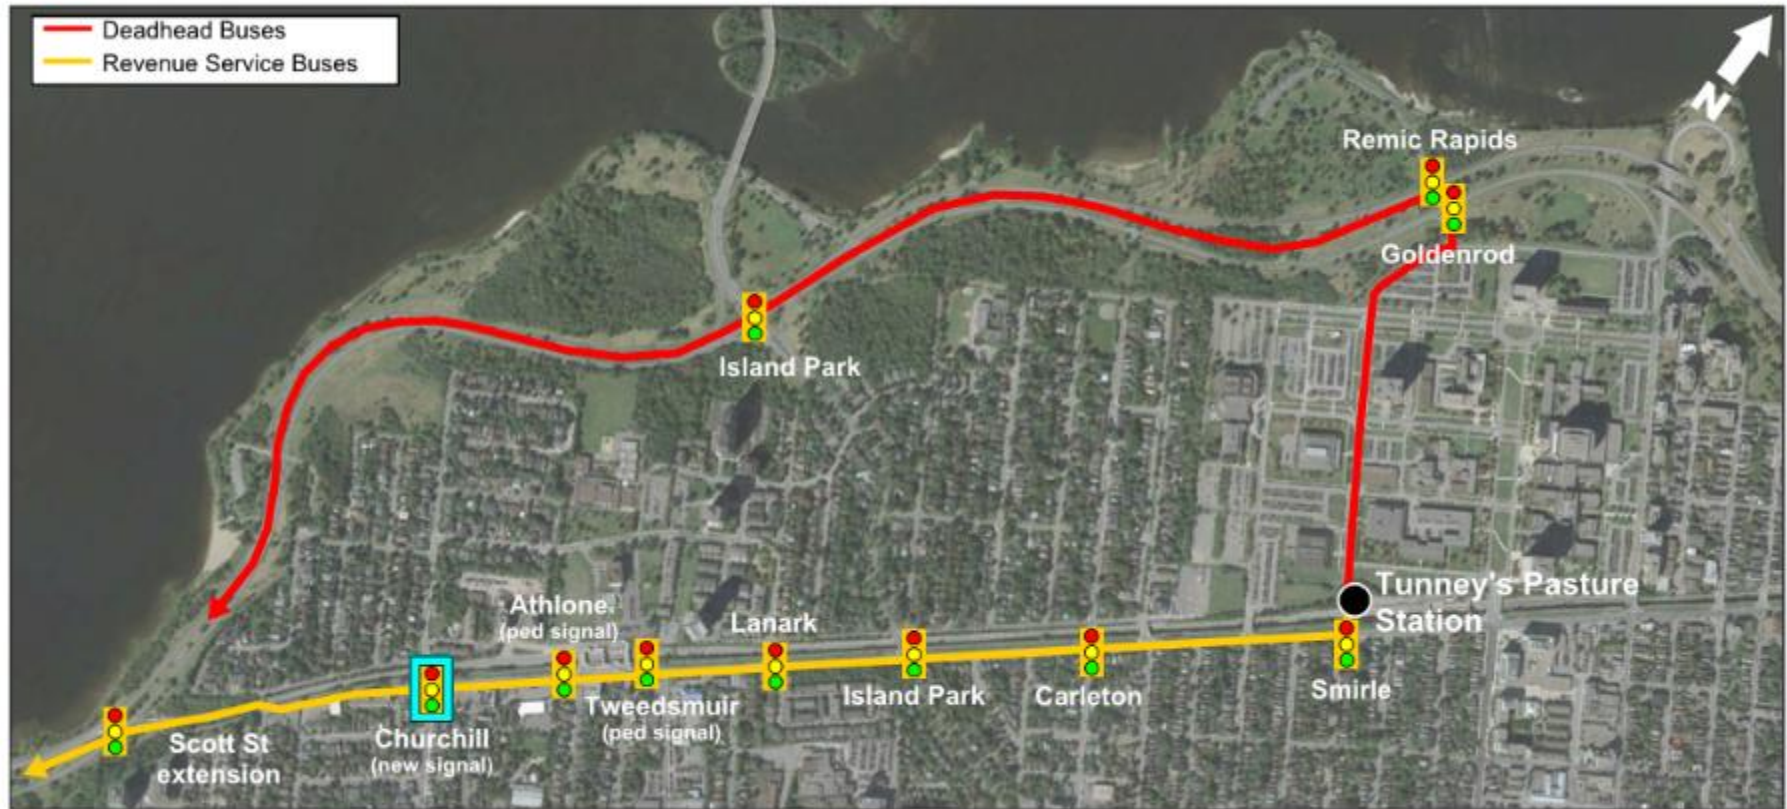 Deadhead Buses
Revenue Service Buses
N
Remic Rapids
Goldenrod
Island Park
Tunney's Pasture
Station
Athlone
(ped signal)
Lanark
Tweedsmuir
(ped signal)
Island Park
Carleton
Smirle
Churchill
(new signal)
Scott St
extension